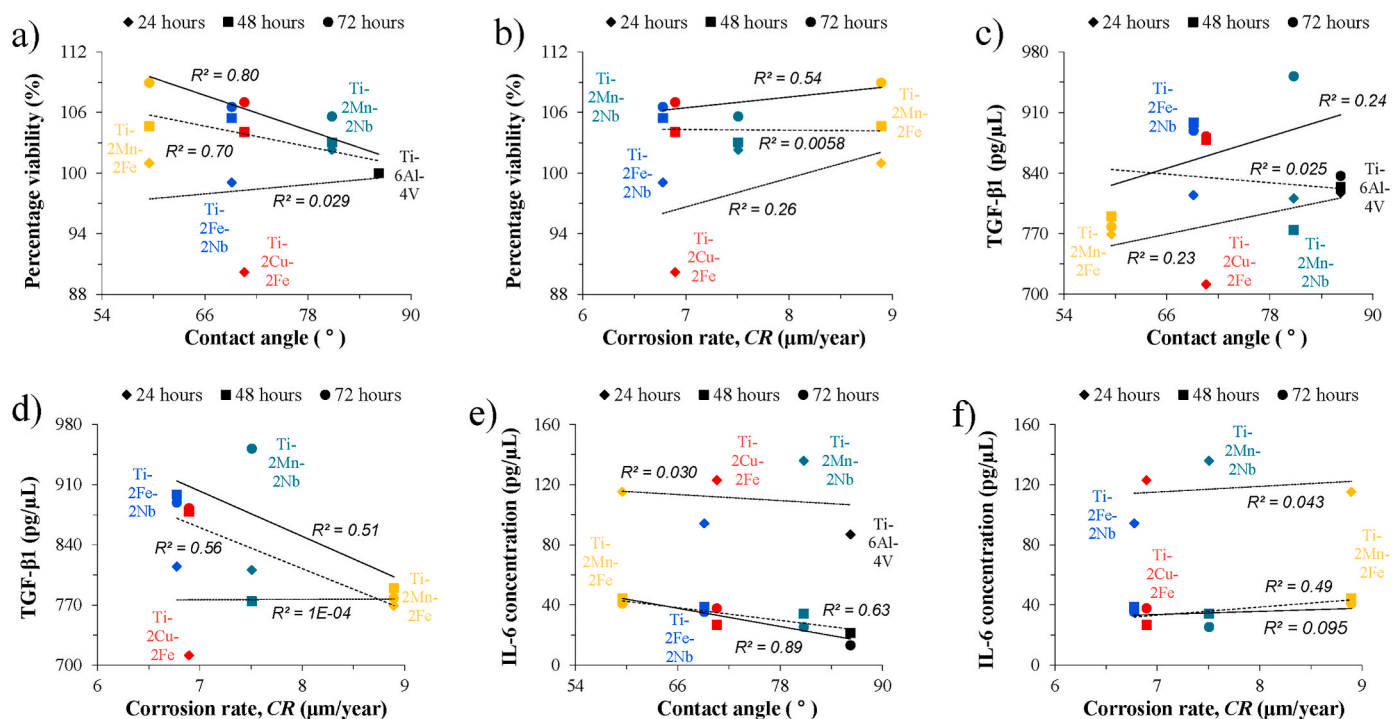 a)
◆ 24 hours ■ 48 hours ● 72 hours
112
106
100
94
88
Percentage viability (%)
R² = 0.80
R² = 0.70
R² = 0.029
Ti-
2Mn-
2Fe
Ti-
2Fe-
2Nb
Ti-
2Cu-
2Fe
Ti-
2Mn-
2Nb
Ti-
6Al-
4V
54 66 78 90
Contact angle ( ° )
b)
◆ 24 hours ■ 48 hours ● 72 hours
112
106
100
94
88
Percentage viability (%)
Ti-
2Mn-
2Nb
R² = 0.54
Ti-
2Mn-
2Fe
R² = 0.0058
Ti-
2Fe-
2Nb
R² = 0.26
Ti-
2Cu-
2Fe
6 7 8 9
Corrosion rate, CR (µm/year)
c)
◆ 24 hours ■ 48 hours ● 72 hours
980
910
840
770
700
TGF-β1 (pg/µL)
Ti-
2Fe-
2Nb
R² = 0.24
R² = 0.025
Ti-
6Al-
4V
Ti-
2Mn-
2Fe
R² = 0.23
Ti-
2Cu-
2Fe
Ti-
2Mn-
2Nb
54 66 78 90
Contact angle ( ° )
d)
◆ 24 hours ■ 48 hours ● 72 hours
980
910
840
770
700
TGF-β1 (pg/µL)
Ti-
2Mn-
2Nb
Ti-
2Fe-
2Nb
R² = 0.51
R² = 0.56
R² = 1E-04
Ti-
2Mn-
2Fe
Ti-
2Cu-
2Fe
6 7 8 9
Corrosion rate, CR (µm/year)
e)
◆ 24 hours ■ 48 hours ● 72 hours
160
120
80
40
0
IL-6 concentration (pg/µL)
R² = 0.030
Ti-
2Cu-
2Fe
Ti-
2Mn-
2Nb
Ti-
6Al-
4V
Ti-
2Mn-
2Fe
R² = 0.63
Ti-
2Fe-
2Nb
R² = 0.89
54 66 78 90
Contact angle ( ° )
f)
◆ 24 hours ■ 48 hours ● 72 hours
160
120
80
40
0
IL-6 concentration (pg/µL)
Ti-
2Mn-
2Nb
R² = 0.043
Ti-
2Fe-
2Nb
Ti-
2Cu-
2Fe
Ti-
2Mn-
2Fe
R² = 0.49
R² = 0.095
6 7 8 9
Corrosion rate, CR (µm/year)